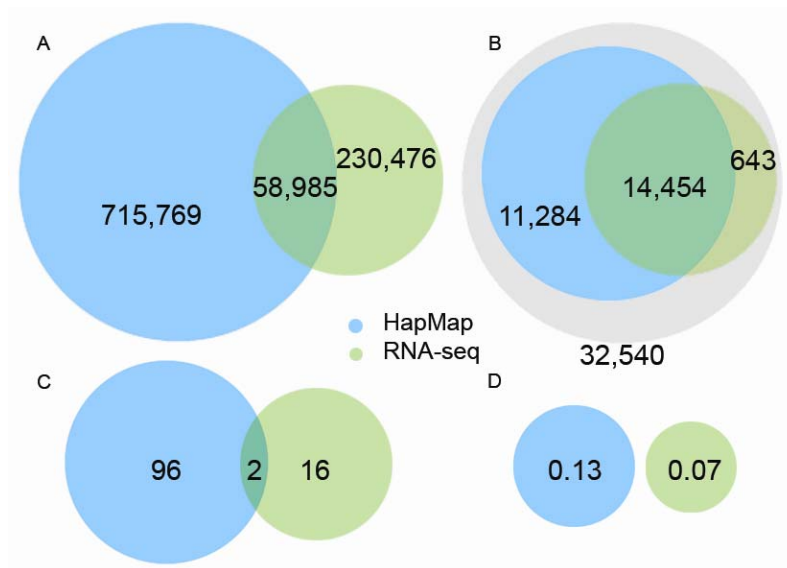 A
715,769
58,985
230,476
B
11,284
14,454
643
32,540
HapMap
RNA-seq
C
96
2
16
D
0.13
0.07